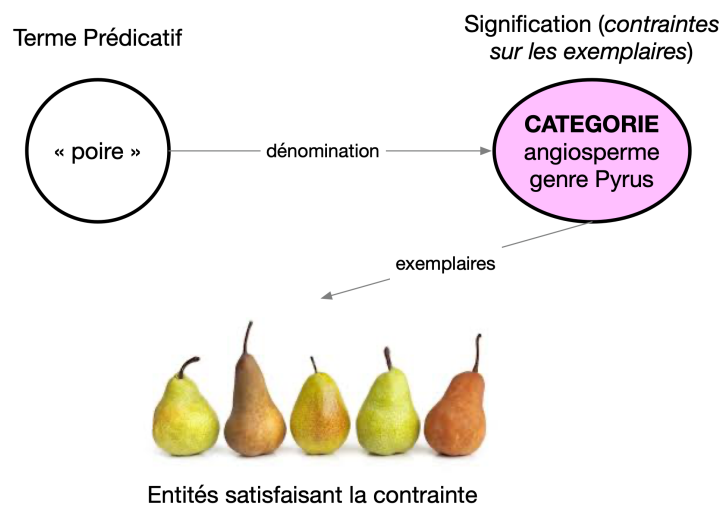 Terme Prédicatif
Signification (contraintes
sur les exemplaires)
« poire »
dénomination
CATEGORIE
angiosperme
genre Pyrus
exemplaires
Entités satisfaisant la contrainte